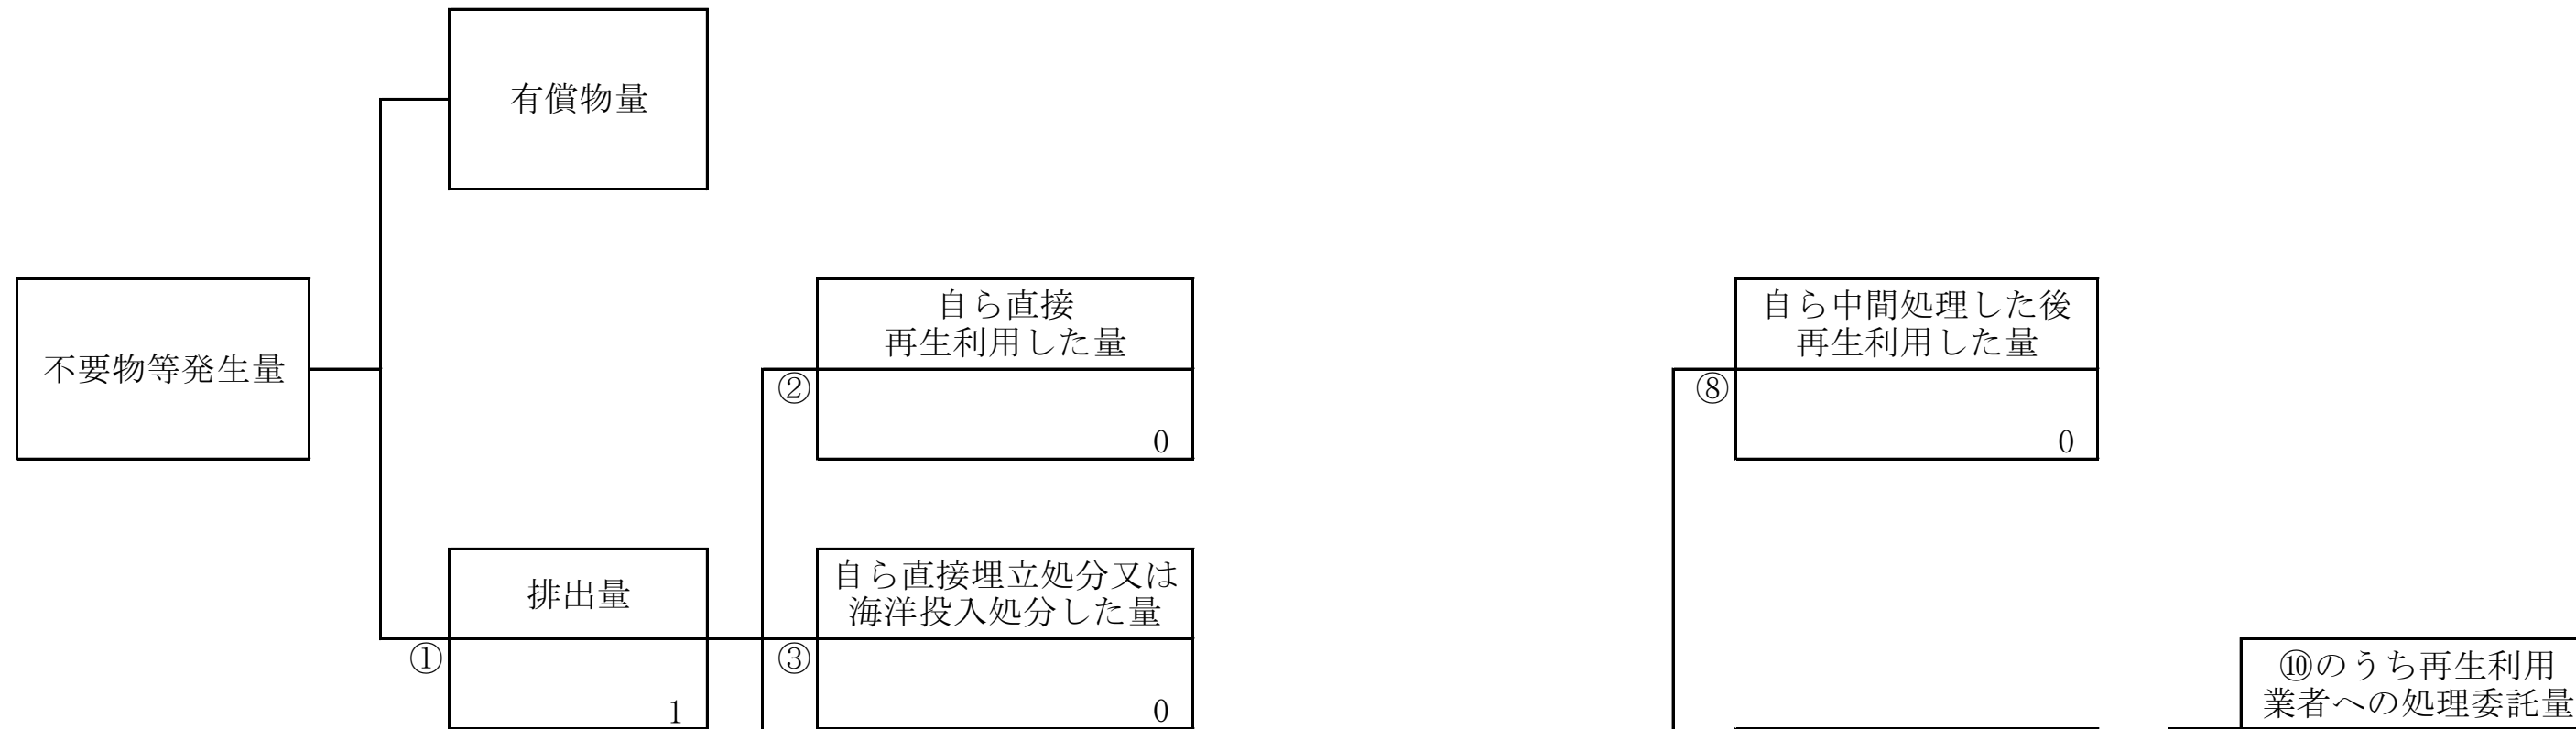 有償物量
不要物等発生量
自ら直接
再生利用した量
②
0
自ら中間処理した後
再生利用した量
⑧
0
排出量
①
1
自ら直接埋立処分又は
海洋投入処分した量
③
0
⑩のうち再生利用
業者への処理委託量